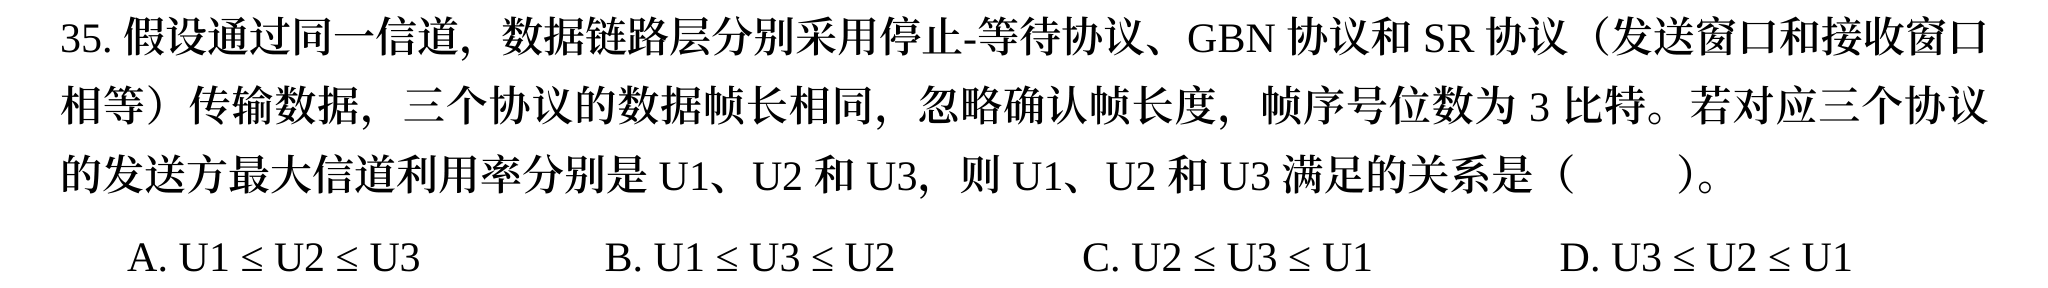 35. 假设通过同一信道，数据链路层分别采用停止-等待协议、GBN 协议和 SR 协议（发送窗口和接收窗口
相等）传输数据，三个协议的数据帧长相同，忽略确认帧长度，帧序号位数为 3 比特。若对应三个协议
的发送方最大信道利用率分别是 U1、U2 和 U3，则 U1、U2 和 U3 满足的关系是（　　）。
A. U1 ≤ U2 ≤ U3 B. U1 ≤ U3 ≤ U2 C. U2 ≤ U3 ≤ U1 D. U3 ≤ U2 ≤ U1